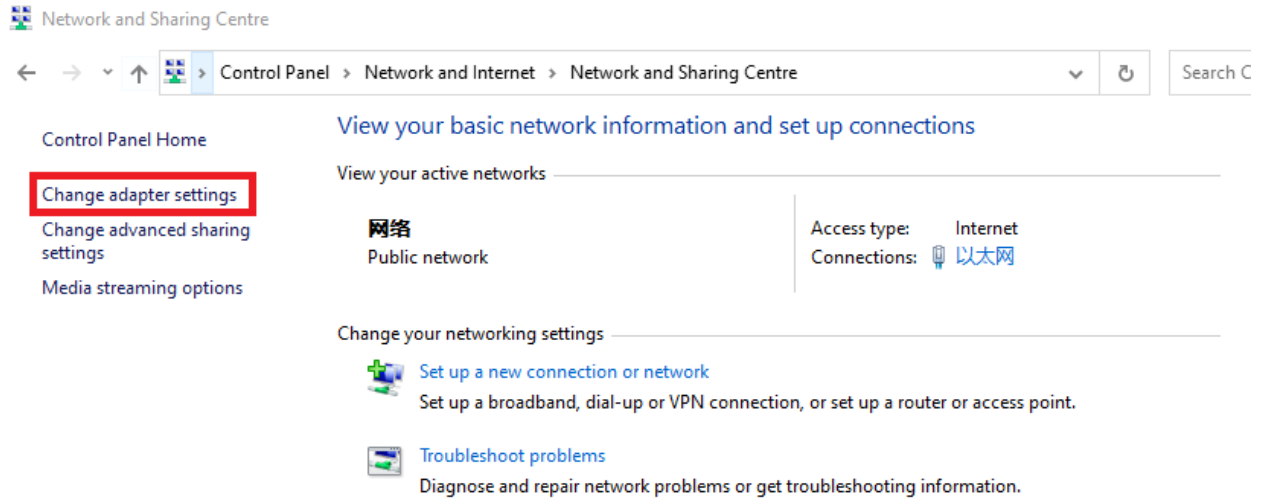 Network and Sharing Centre
Control Panel > Network and Internet > Network and Sharing Centre
Search C
Control Panel Home
Change adapter settings
Change advanced sharing
settings
Media streaming options
View your basic network information and set up connections
View your active networks
网络
Public network
Access type: Internet
Connections: 以太网
Change your networking settings
Set up a new connection or network
Set up a broadband, dial-up or VPN connection, or set up a router or access point.
Troubleshoot problems
Diagnose and repair network problems or get troubleshooting information.